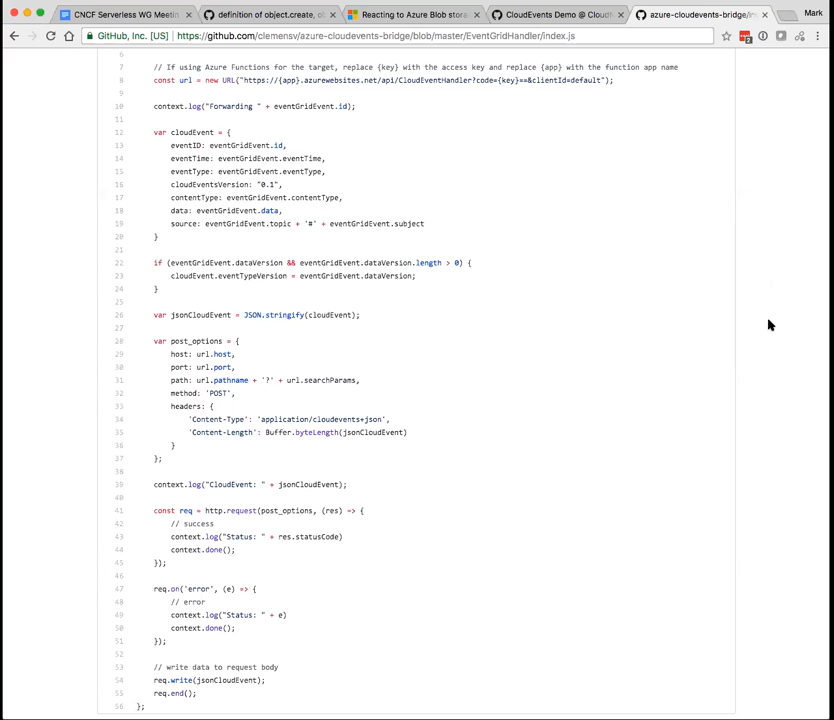 CNCF Serverless WG Meetin
definition of object.create, ob
Reacting to Azure Blob stora
CloudEvents Demo @ Cloud
azure-cloudevents-bridge/in
Mark
GitHub, Inc. [US]
https://github.com/clemensv/azure-cloudevents-bridge/blob/master/EventGridHandler/index.js
2
6
7 // If using Azure Functions for the target, replace {key} with the access key and replace {app} with the function app name
8 const url = new URL("https://{app}.azurewebsites.net/api/CloudEventHandler?code={key}==&clientId=default");
9
10 context.log("Forwarding " + eventGridEvent.id);
11
12 var cloudEvent = {
13 eventID: eventGridEvent.id,
14 eventTime: eventGridEvent.eventTime,
15 eventType: eventGridEvent.eventType,
16 cloudEventsVersion: "0.1",
17 contentType: eventGridEvent.contentType,
18 data: eventGridEvent.data,
19 source: eventGridEvent.topic + '#' + eventGridEvent.subject
20 }
21
22 if (eventGridEvent.dataVersion && eventGridEvent.dataVersion.length > 0) {
23 cloudEvent.eventTypeVersion = eventGridEvent.dataVersion;
24 }
25
26 var jsonCloudEvent = JSON.stringify(cloudEvent);
27
28 var post_options = {
29 host: url.host,
30 port: url.port,
31 path: url.pathname + '?' + url.searchParams,
32 method: 'POST',
33 headers: {
34 'Content-Type': 'application/cloudevents+json',
35 'Content-Length': Buffer.byteLength(jsonCloudEvent)
36 }
37 };
38
39 context.log("CloudEvent: " + jsonCloudEvent);
40
41 const req = http.request(post_options, (res) => {
42 // success
43 context.log("Status: " + res.statusCode)
44 context.done();
45 });
46
47 req.on('error', (e) => {
48 // error
49 context.log("Status: " + e)
50 context.done();
51 });
52
53 // write data to request body
54 req.write(jsonCloudEvent);
55 req.end();
56 };